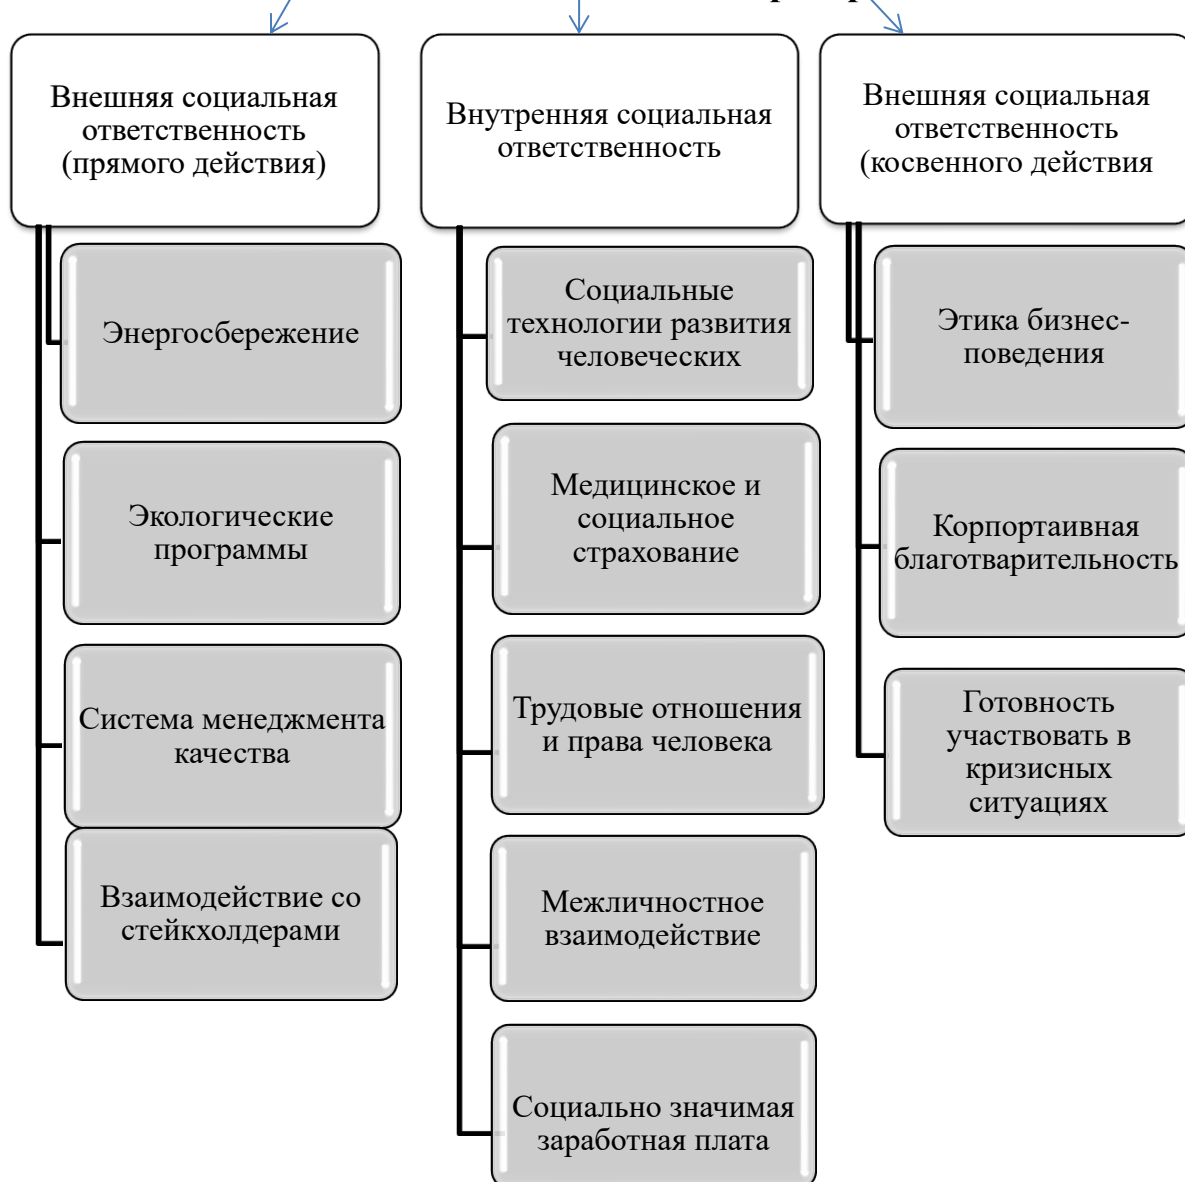 Внешняя социальная
ответственность
(прямого действия)
Энергосбережение
Экологические
программы
Система менеджмента
качества
Взаимодействие со
стейкхолдерами
Внутренняя социальная
ответственность
Социальные
технологии развития
человеческих
Медицинское и
социальное
страхование
Трудовые отношения
и права человека
Межличностное
взаимодействие
Социально значимая
заработная плата
Внешняя социальная
ответственность
(косвенного действия
Этика бизнес-
поведения
Корпортаивная
благотварительность
Готовность
участвовать в
кризисных
ситуациях